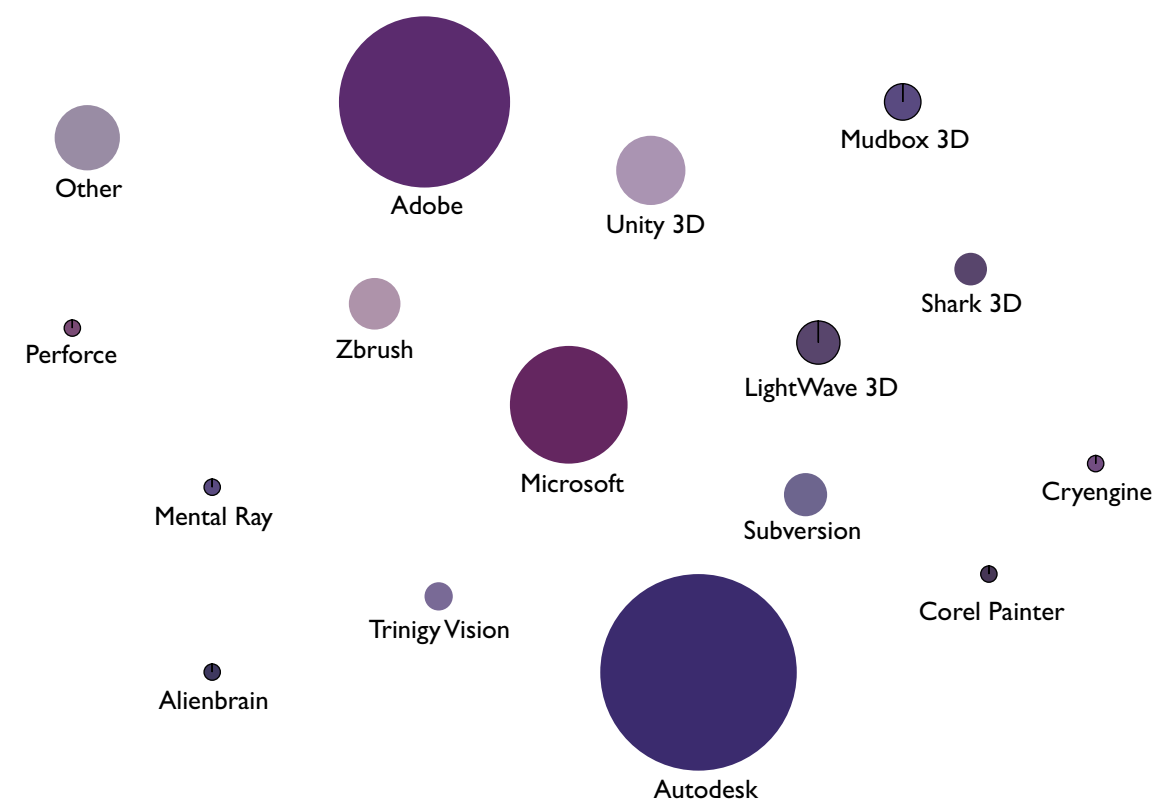 Mudbox 3D
Other
Adobe
Unity 3D
Shark 3D
Perforce
Zbrush
LightWave 3D
Microsoft
Cryengine
Mental Ray
Subversion
Corel Painter
Trinigy Vision
Alienbrain
Autodesk